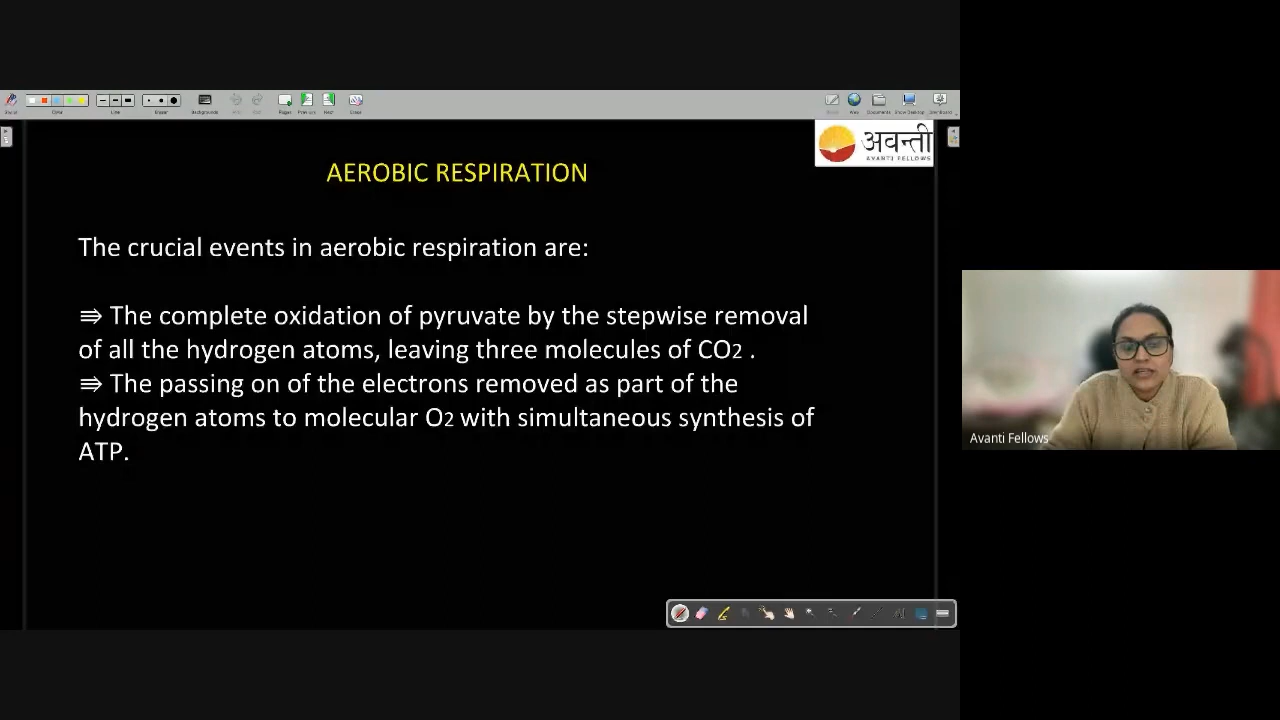 अवन्ती
AVANTI FELLOWS
AEROBIC RESPIRATION
The crucial events in aerobic respiration are:
⇛ The complete oxidation of pyruvate by the stepwise removal
of all the hydrogen atoms, leaving three molecules of CO2 .
⇛ The passing on of the electrons removed as part of the
hydrogen atoms to molecular O2 with simultaneous synthesis of
ATP.
Avanti Fellows